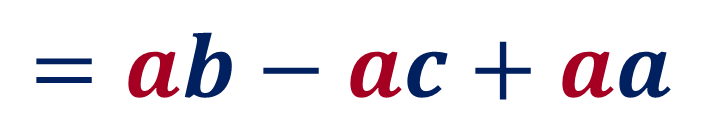 = ab − ac + aa